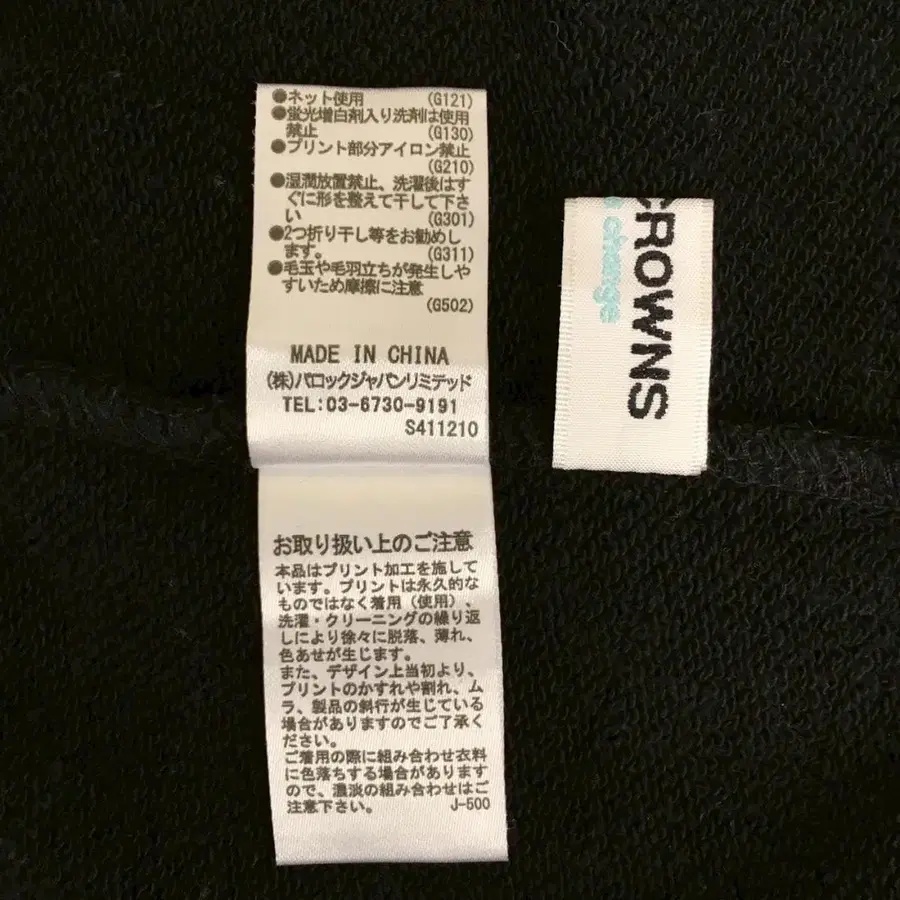 ●ネット使用 (G121)
●蛍光増白剤入り洗剤は使用
禁止 (G130)
●プリント部分アイロン禁止
(G210)
●湿潤放置禁止、洗濯後はす
ぐに形を整えて干して下さ
い (G301)
●2つ折り干し等をお勧めし
ます。 (G311)
●毛玉や毛羽立ちが発生しや
すいため摩擦に注意
(G502)
MADE IN CHINA
(株)バロックジャパンリミテッド
TEL:03-6730-9191
S411210
お取り扱い上のご注意
本品はプリント加工を施して
います。プリントは永久的な
ものではなく着用（使用）、
洗濯・クリーニングの繰り返
しにより徐々に脱落、薄れ、
色あせが生じます。
また、デザイン上当初より、
プリントのかすれや割れ、ム
ラ、製品の斜行が生じている
場合がありますのでご了承く
ださい。
ご着用の際に組み合わせ衣料
に色落ちする場合があります
ので、濃淡の組み合わせはご
注意下さい。 J-500
CROWNS
change